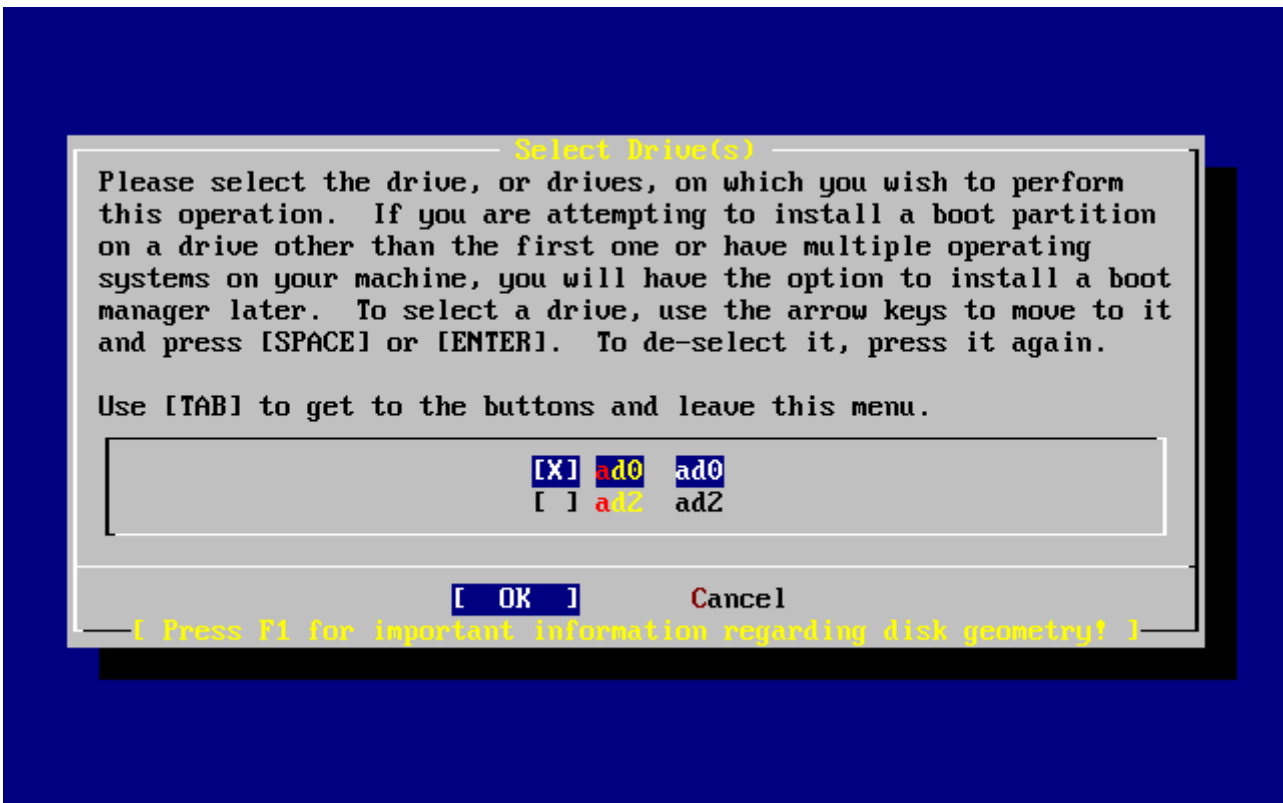 Select Drive(s)
Please select the drive, or drives, on which you wish to perform
this operation.  If you are attempting to install a boot partition
on a drive other than the first one or have multiple operating
systems on your machine, you will have the option to install a boot
manager later.  To select a drive, use the arrow keys to move to it
and press [SPACE] or [ENTER].  To de-select it, press it again.
Use [TAB] to get to the buttons and leave this menu.
[X] ad0  ad0
[ ] ad2  ad2
[  OK  ]       Cancel
[ Press F1 for important information regarding disk geometry! ]